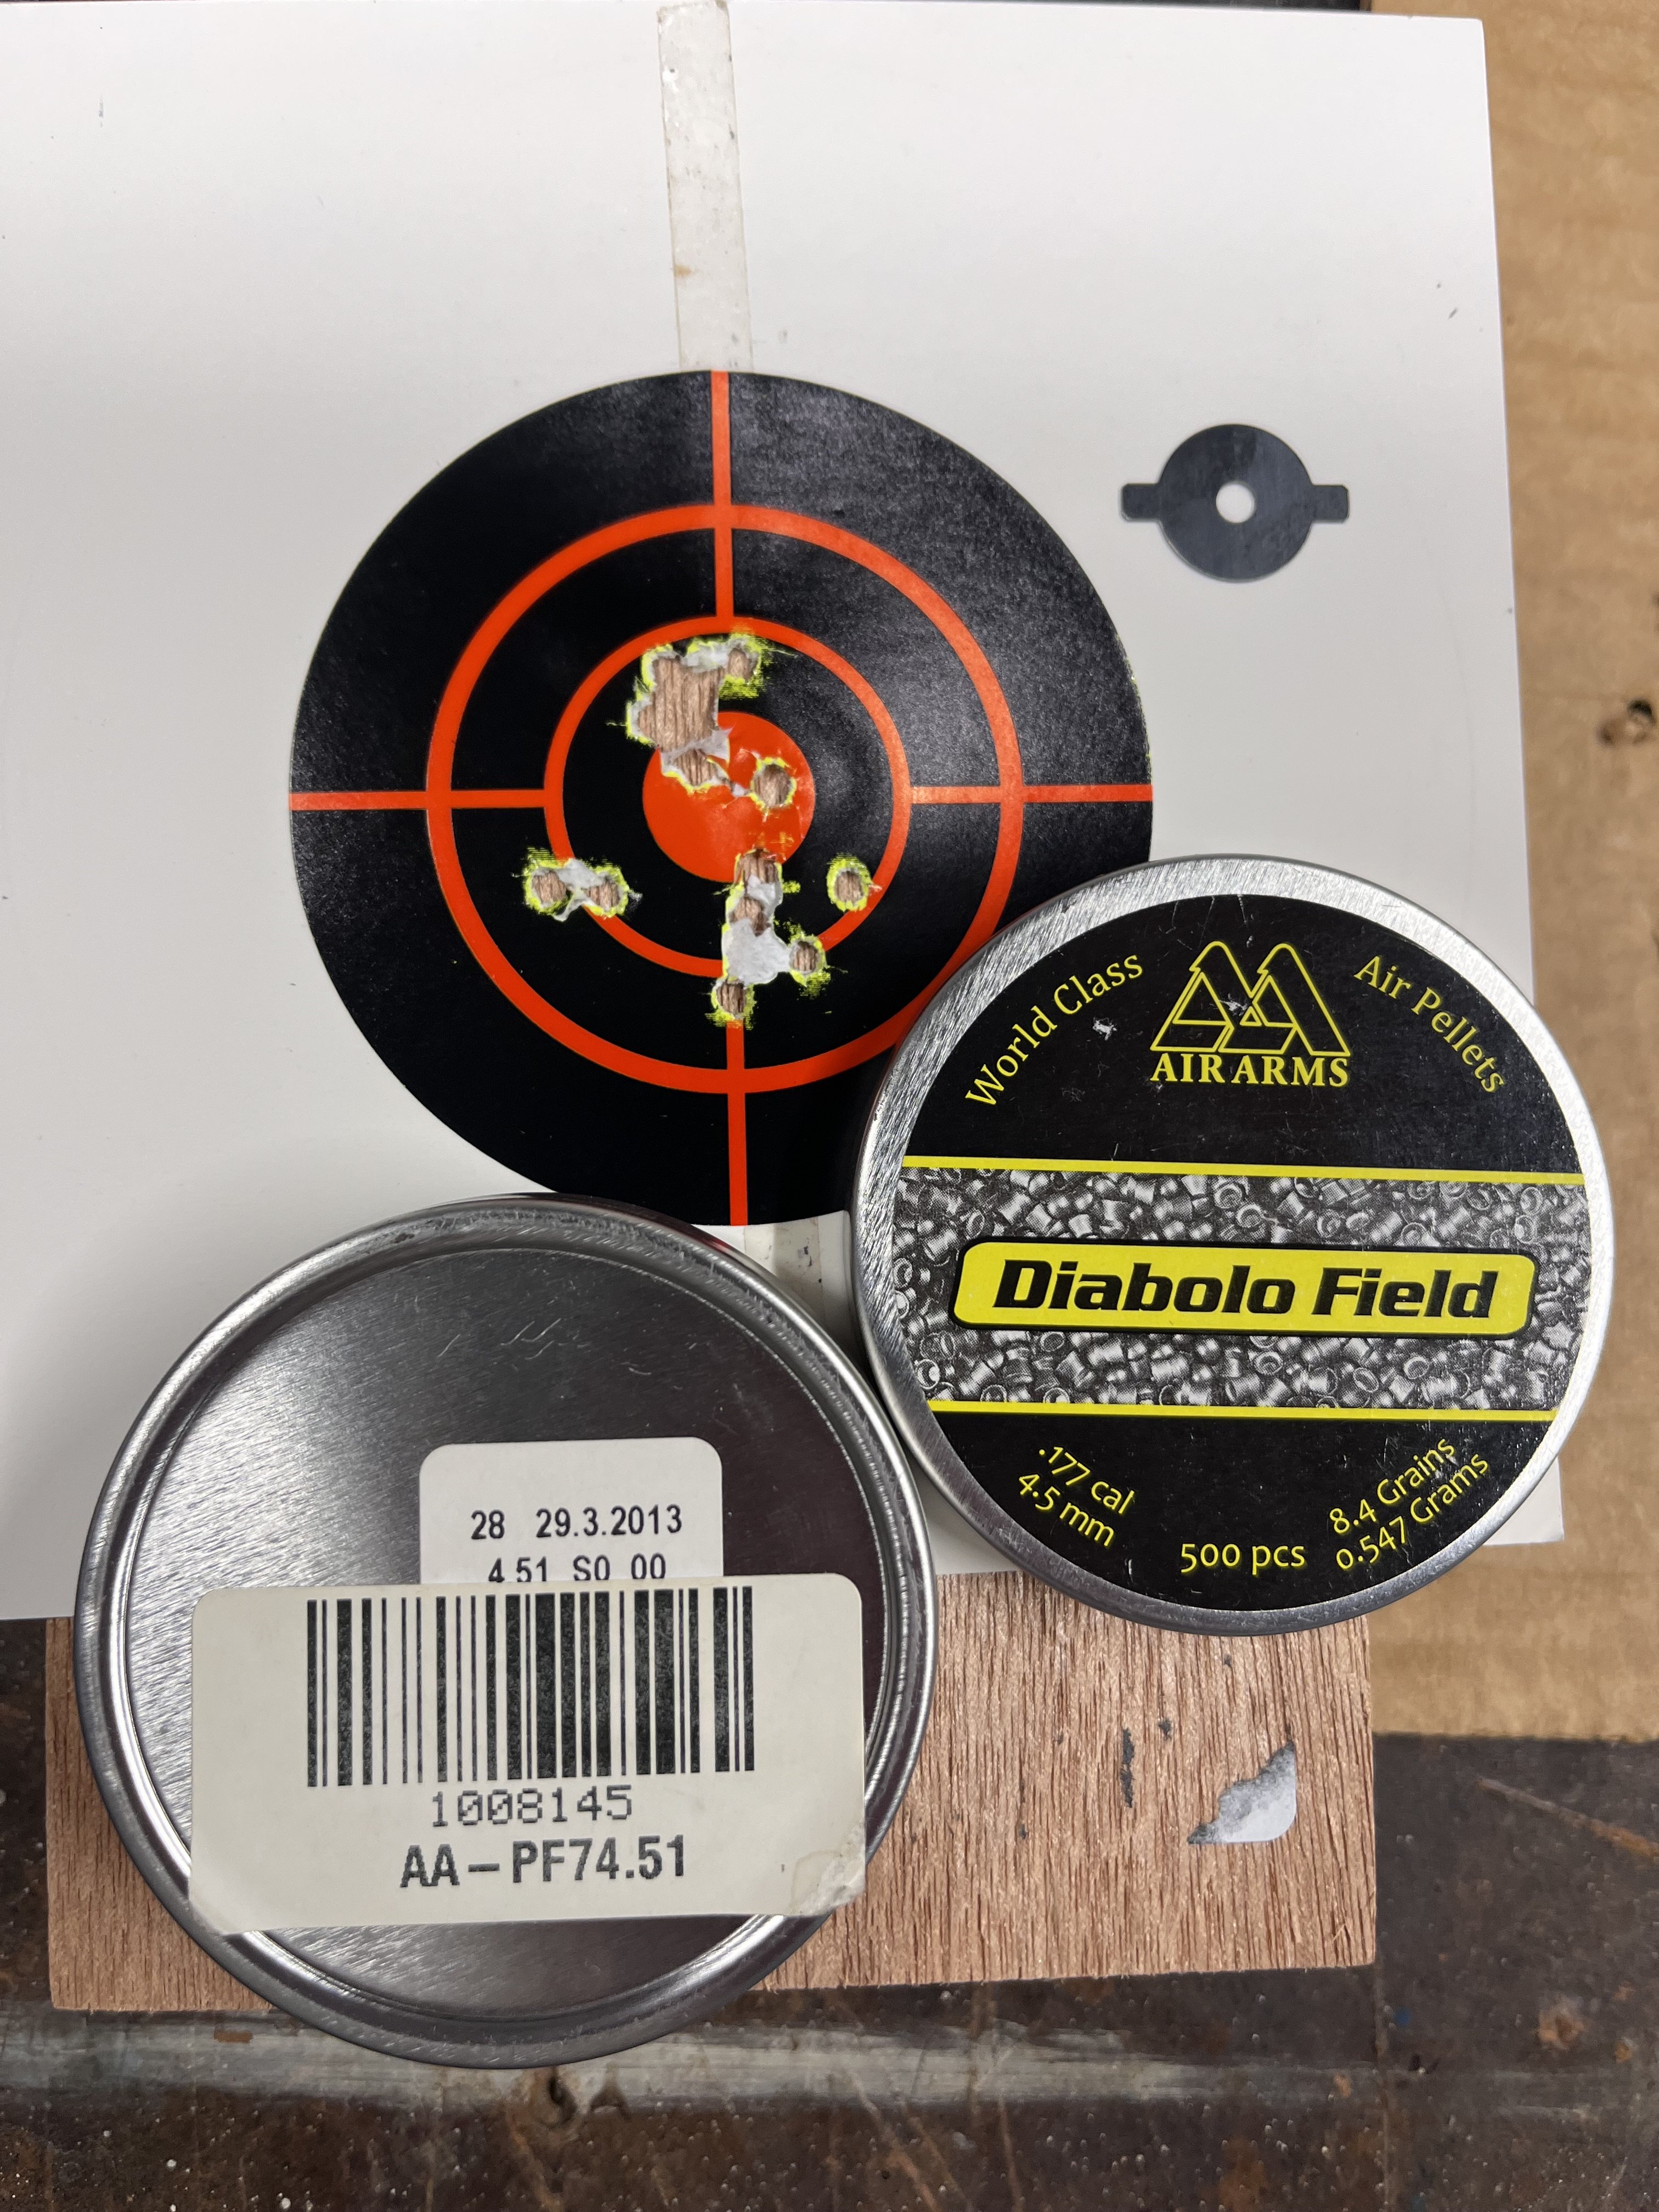 World Class
Air Pellets
AIR ARMS
Diabolo Field
.177 cal
4.5 mm
500 pcs
8.4 Grains
0.547 Grams
28 29.3.2013
4.51 S0 00
1008145
AA-PF74.51